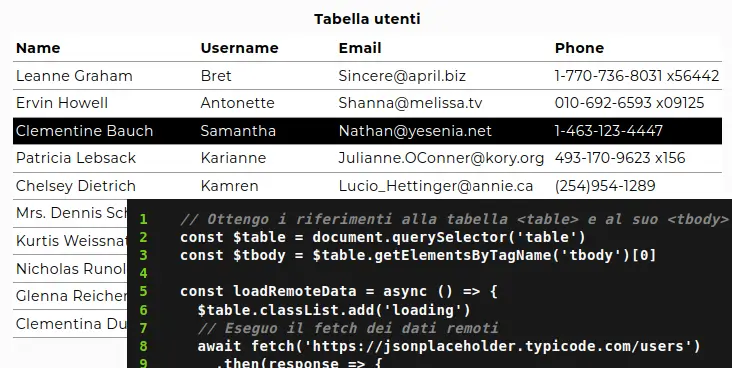 Tabella utenti
Name Username Email Phone
Leanne Graham Bret Sincere@april.biz 1-770-736-8031 x56442
Ervin Howell Antonette Shanna@melissa.tv 010-692-6593 x09125
Clementine Bauch Samantha Nathan@yesenia.net 1-463-123-4447
Patricia Lebsack Karianne Julianne.OConner@kory.org 493-170-9623 x156
Chelsey Dietrich Kamren Lucio_Hettinger@annie.ca (254)954-1289
Mrs. Dennis Sch
Kurtis Weissnat
Nicholas Runol
Glenna Reicher
Clementina Du
1 // Ottengo i riferimenti alla tabella <table> e al suo <tbody>
2 const $table = document.querySelector('table')
3 const $tbody = $table.getElementsByTagName('tbody')[0]
4
5 const loadRemoteData = async () => {
6 $table.classList.add('loading')
7 // Eseguo il fetch dei dati remoti
8 await fetch('https://jsonplaceholder.typicode.com/users')
9 .then(response => {